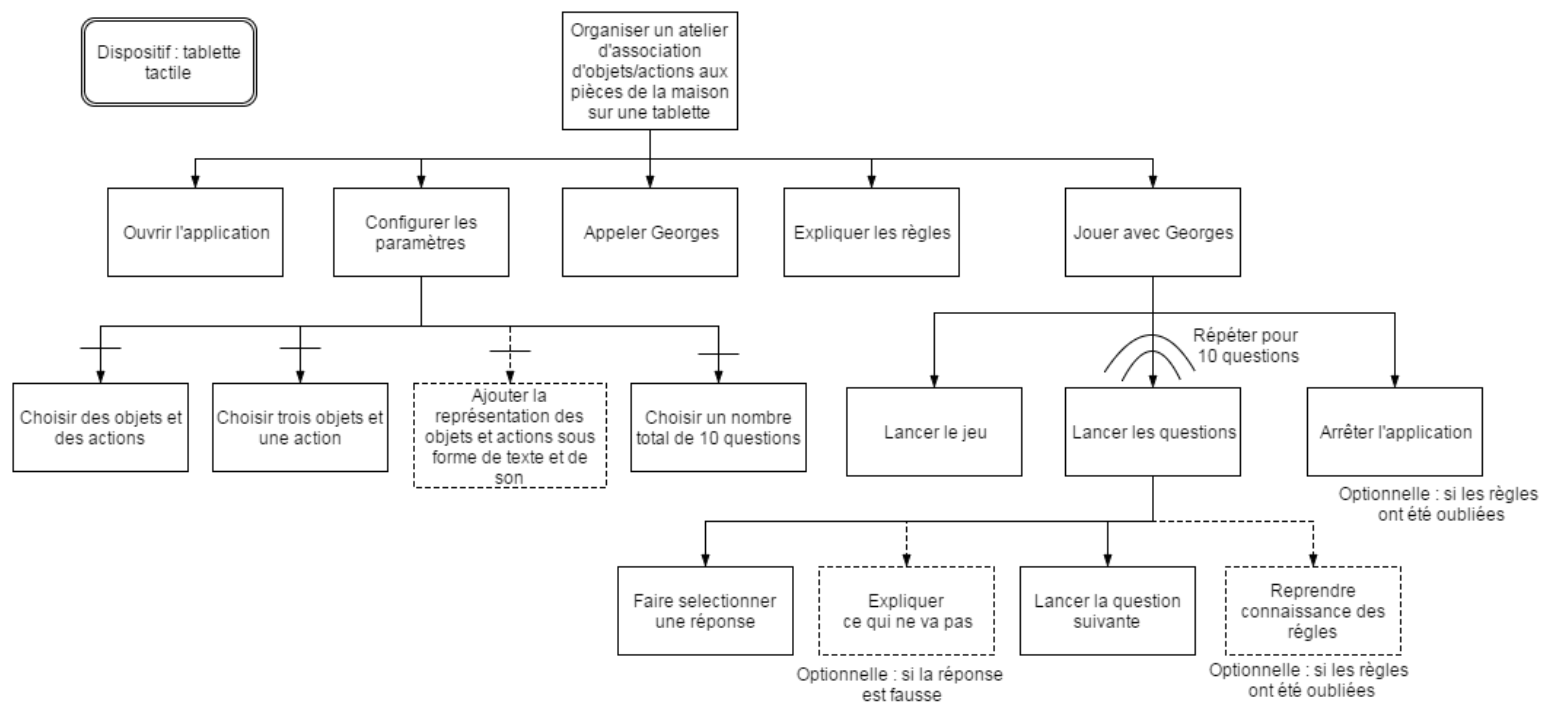 Dispositif : tablette
tactile
Organiser un atelier
d'association
d'objets/actions aux
pièces de la maison
sur une tablette
Ouvrir l'application
Configurer les
paramètres
Appeler Georges
Expliquer les règles
Jouer avec Georges
Répéter pour
10 questions
Choisir des objets et
des actions
Choisir trois objets et
une action
Ajouter la
représentation des
objets et actions sous
forme de texte et de
son
Choisir un nombre
total de 10 questions
Lancer le jeu
Lancer les questions
Arrêter l'application
Optionnelle : si les règles
ont été oubliées
Faire selectionner
une réponse
Expliquer
ce qui ne va pas
Lancer la question
suivante
Reprendre
connaissance des
régles
Optionnelle : si la réponse
est fausse
Optionnelle : si les règles
ont été oubliées